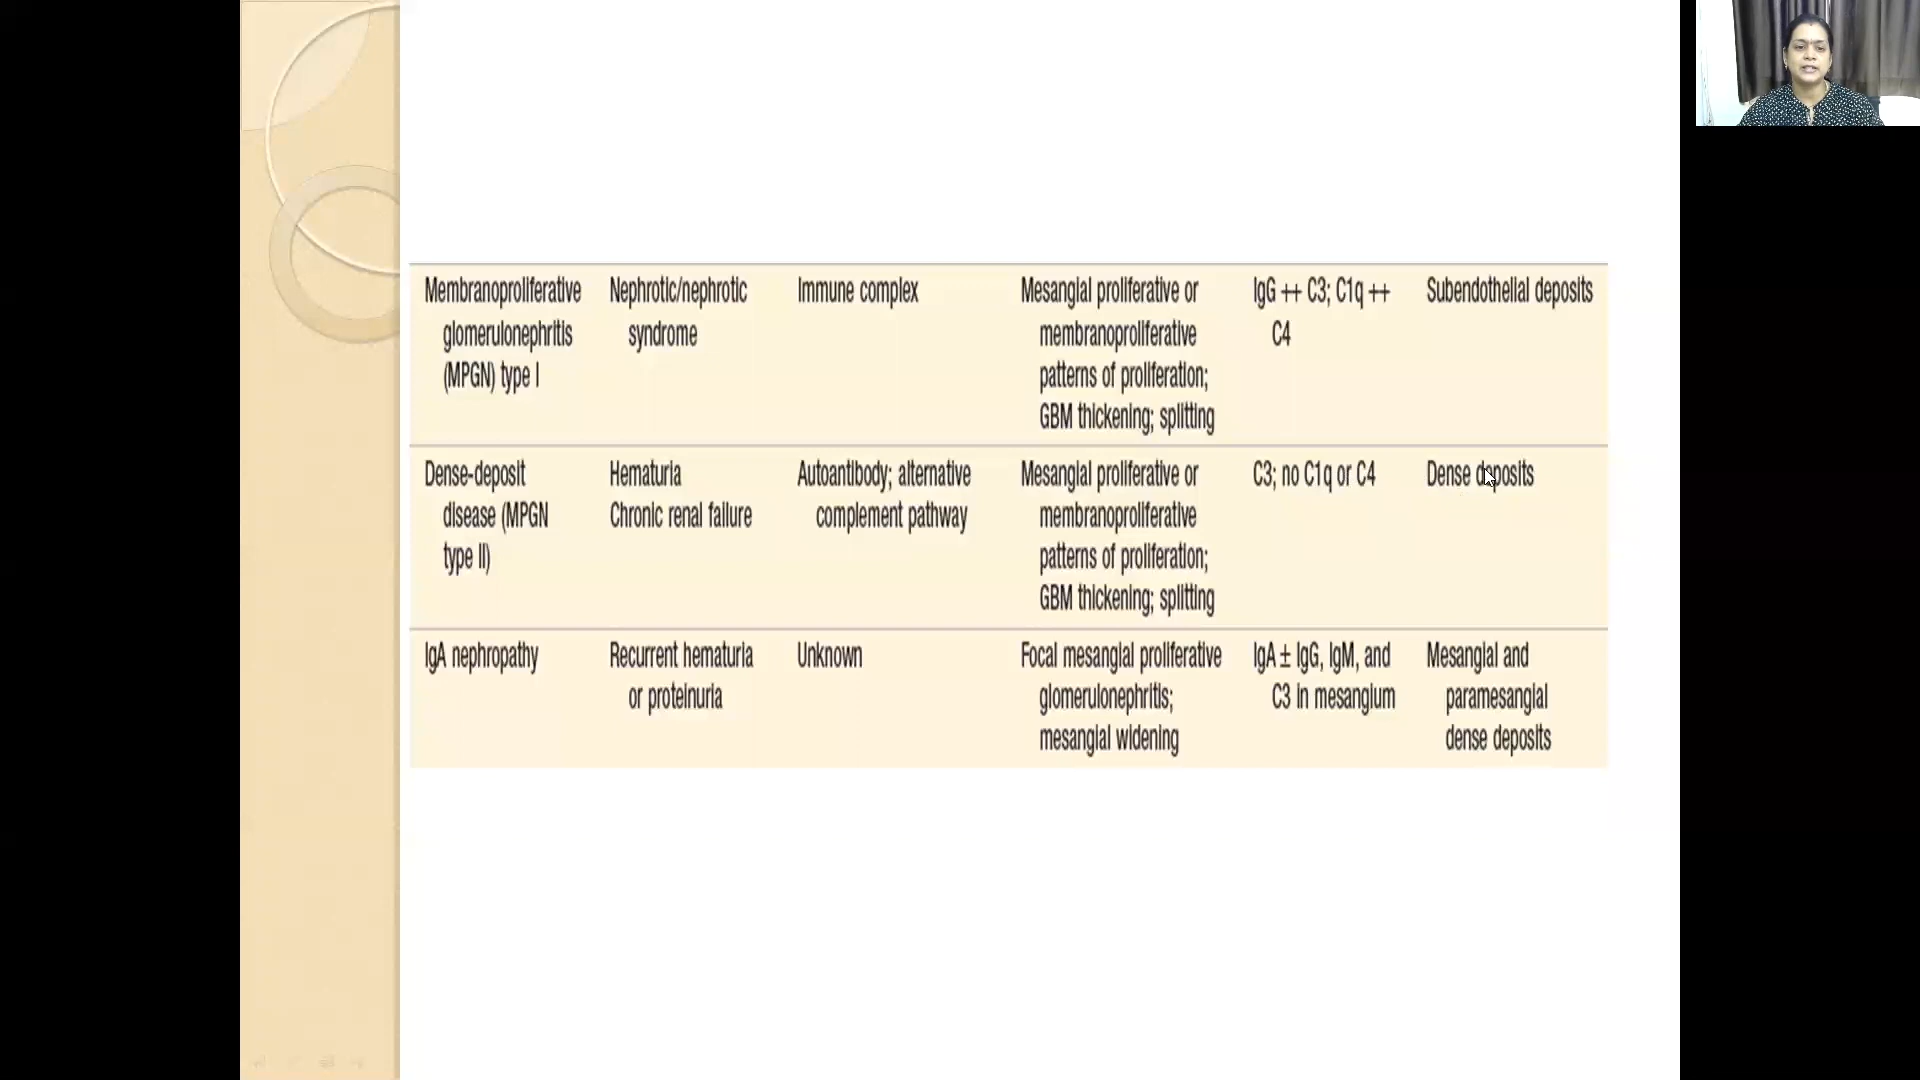 Membranoproliferative glomerulonephritis (MPGN) type I
Nephrotic/nephrotic syndrome
Immune complex
Mesangial proliferative or membranoproliferative patterns of proliferation; GBM thickening; splitting
IgG ++ C3; C1q ++ C4
Subendothelial deposits
Dense-deposit disease (MPGN type II)
Hematuria
Chronic renal failure
Autoantibody; alternative complement pathway
Mesangial proliferative or membranoproliferative patterns of proliferation; GBM thickening; splitting
C3; no C1q or C4
Dense deposits
IgA nephropathy
Recurrent hematuria or proteinuria
Unknown
Focal mesangial proliferative glomerulonephritis; mesangial widening
IgA ± IgG, IgM, and C3 in mesangium
Mesangial and paramesangial dense deposits